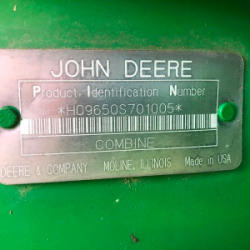 JOHN DEERE
Product Identification Number
*H09650S701005*
COMBINE
DEERE & COMPANY MOLINE, ILLINOIS Made in USA